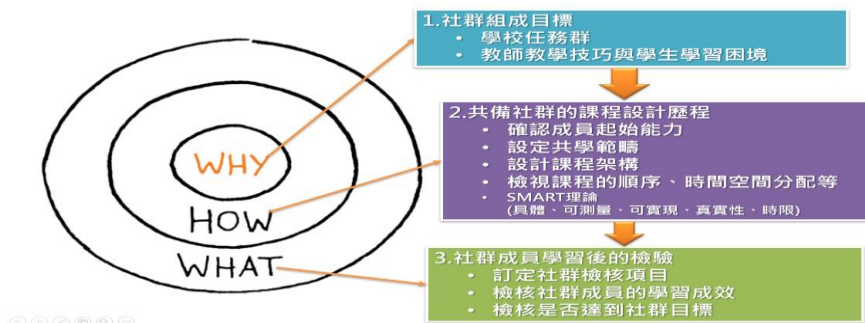 WHY
HOW
WHAT
1.社群組成目標
• 學校任務群
• 教師教學技巧與學生學習困境
2.共備社群的課程設計歷程
• 確認成員起始能力
• 設定共學範疇
• 設計課程架構
• 檢視課程的順序、時間空間分配等
• SMART理論
(具體、可測量、可實現、真實性、時限)
3.社群成員學習後的檢驗
• 訂定社群檢核項目
• 檢核社群成員的學習成效
• 檢核是否達到社群目標